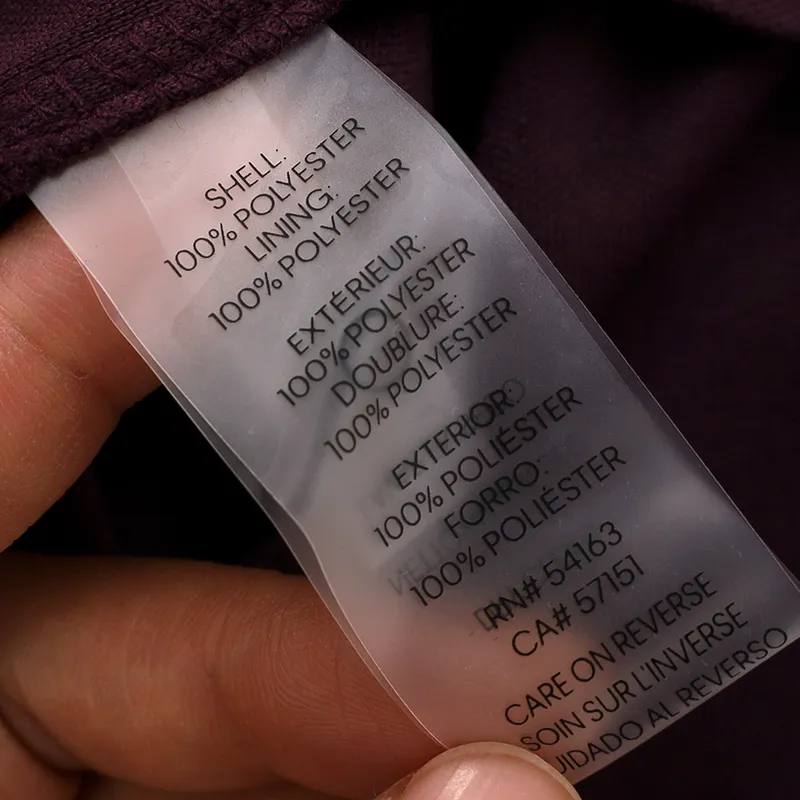 SHELL:
100% POLYESTER
LINING:
100% POLYESTER
EXTÉRIEUR:
100% POLYESTER
DOUBLURE:
100% POLYESTER
EXTERIOR:
100% POLIÉSTER
FORRO:
100% POLIÉSTER
RN# 54163
CA# 57151
CARE ON REVERSE
SOIN SUR L'INVERSE
AL REVERSO